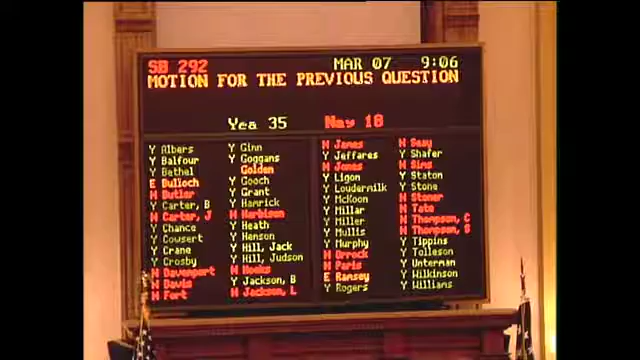 SB 292 MAR 07 9:06
MOTION FOR THE PREVIOUS QUESTION
Yea 35 Nay 18
Y Albers
Y Balfour
Y Bethel
E Bulloch
N Butler
Y Carter, B
N Carter, J
Y Chance
Y Cowsert
Y Crane
Y Crosby
N Davenport
N Davis
N Fort
Y Ginn
Y Goggans
Golden
Y Gooch
Y Grant
Y Hamrick
N Harbison
Y Heath
Y Henson
Y Hill, Jack
Y Hill, Judson
N Hooks
Y Jackson, B
N Jackson, L
N James
Y Jeffares
N Jones
Y Ligon
Y Loudermilk
Y McKoon
Y Millar
Y Miller
Y Mullis
Y Murphy
N Orrock
N Paris
E Ramsey
Y Rogers
N Seay
Y Shafer
N Sims
Y Staton
Y Stone
N Stoner
N Tate
N Thompson, C
N Thompson, S
Y Tippins
Y Tolleson
Y Unterman
Y Wilkinson
Y Williams